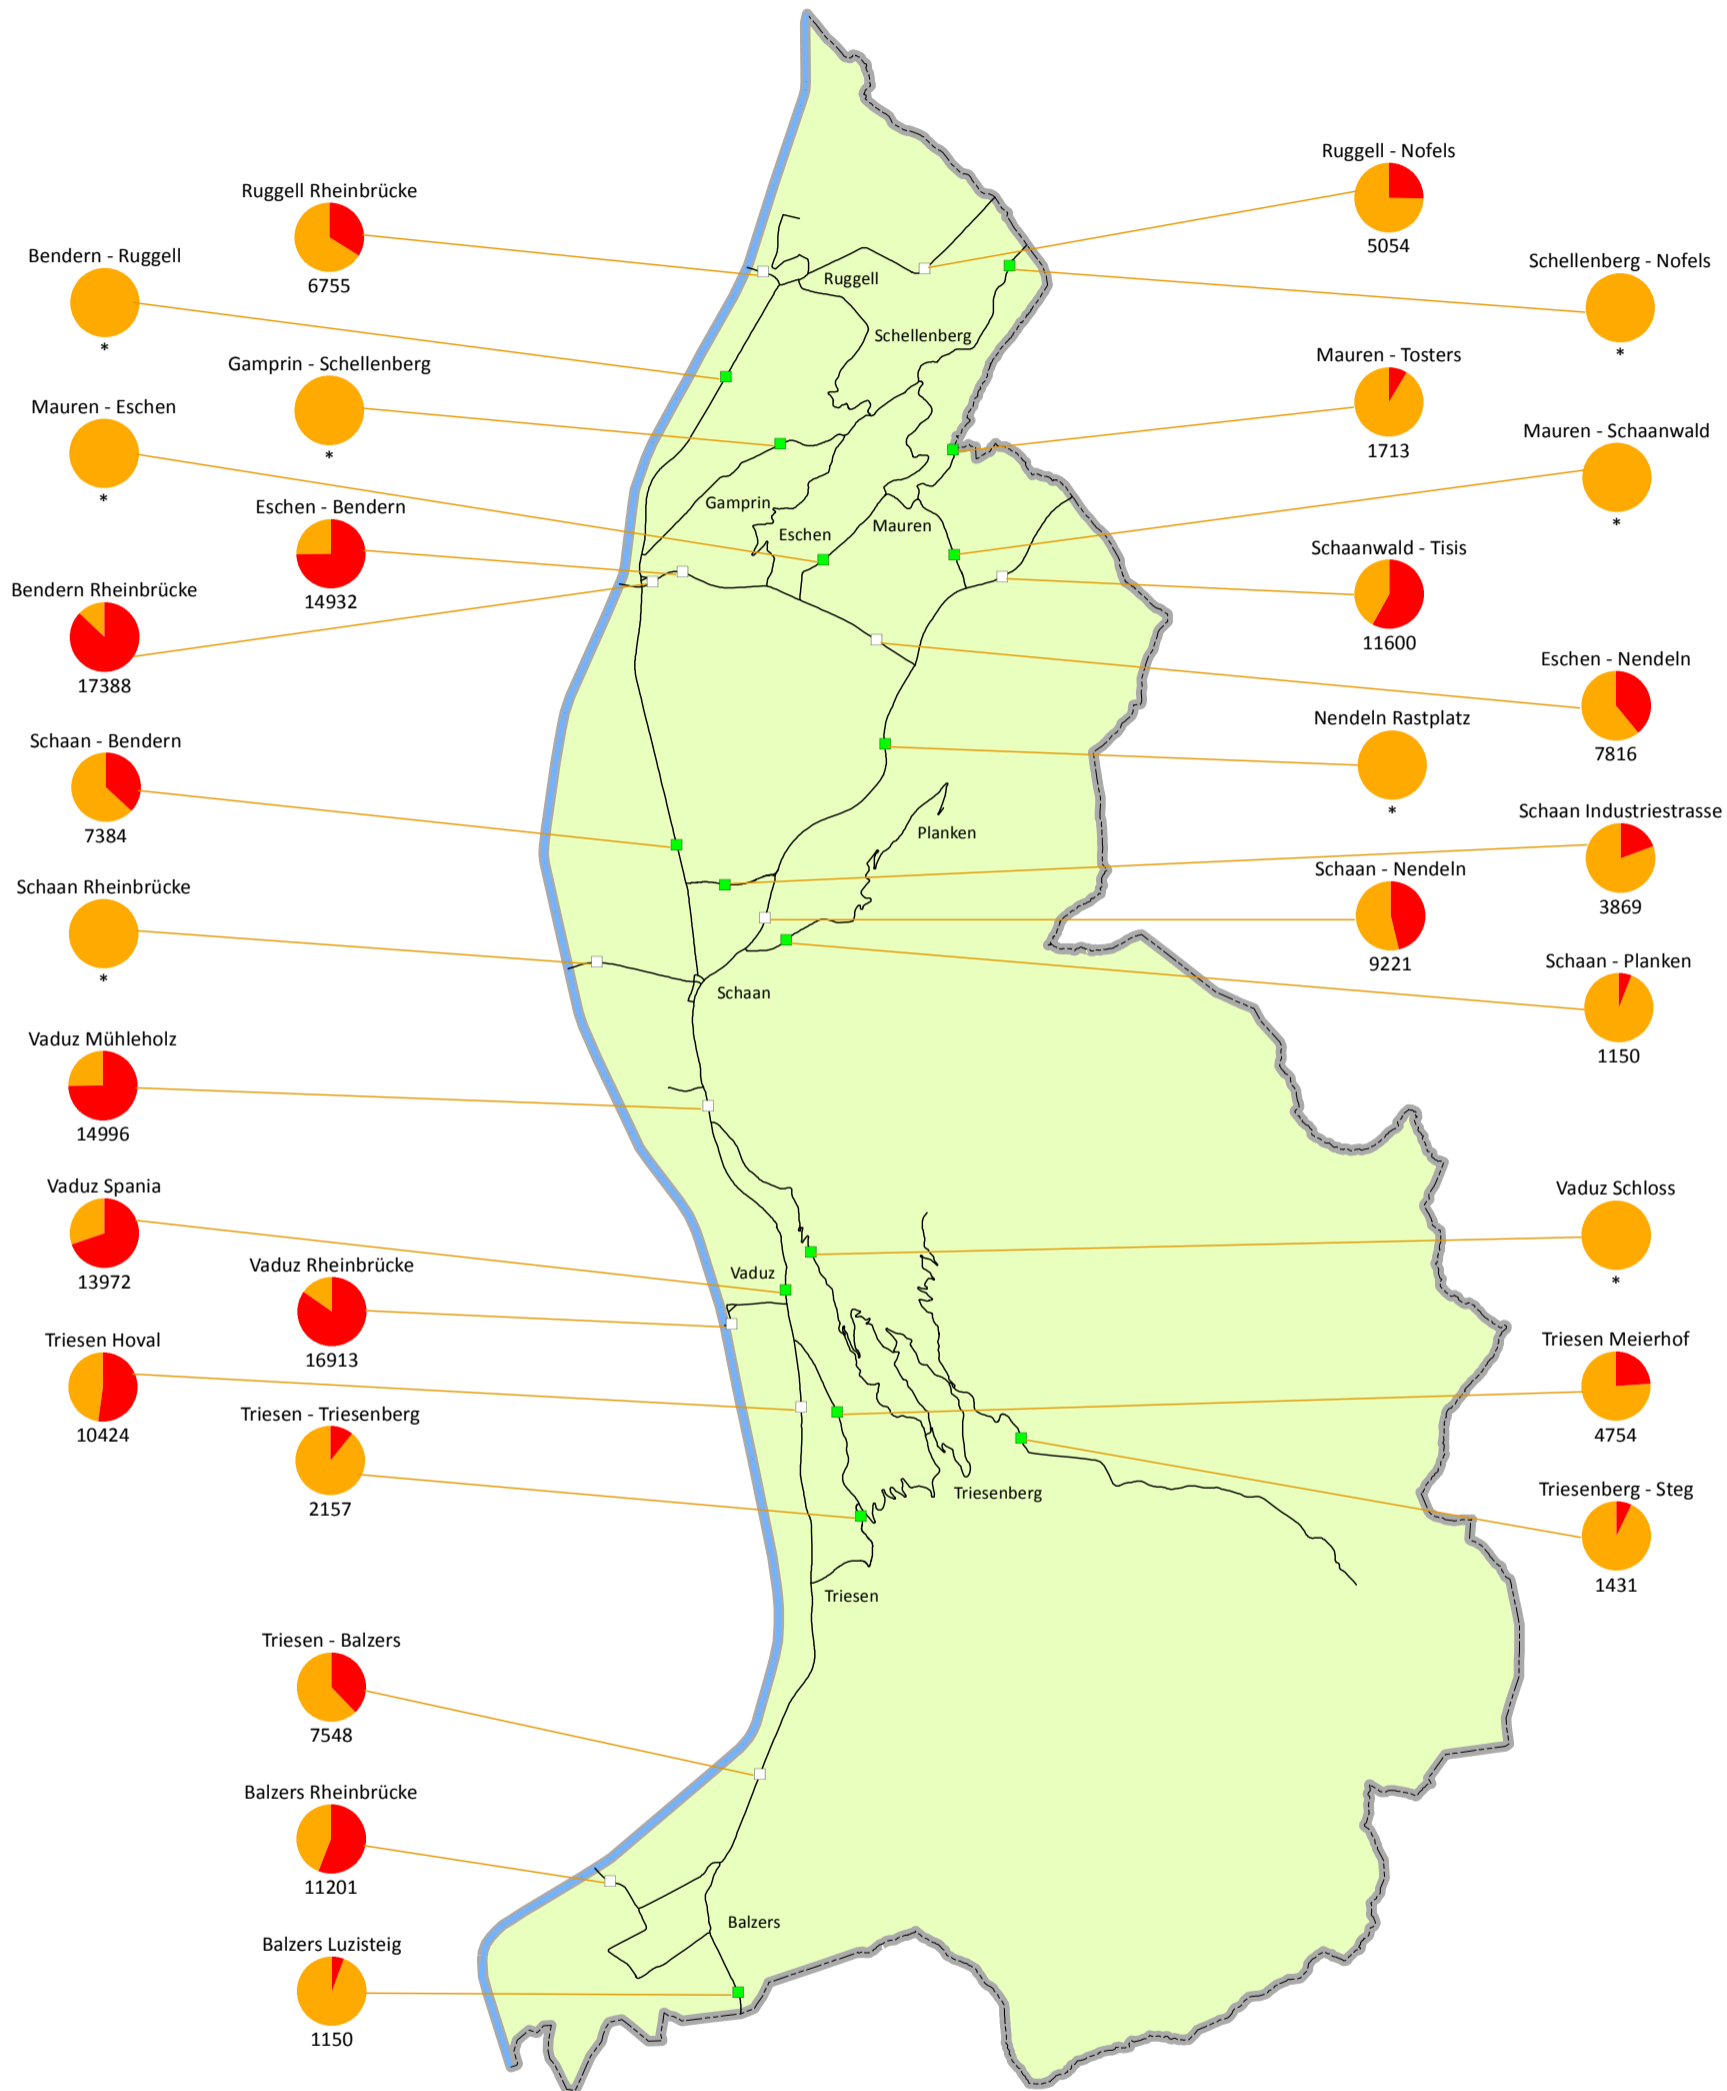 Ruggell Rheinbrücke
6755
Bendern - Ruggell
*
Gamprin - Schellenberg
*
Mauren - Eschen
*
Eschen - Bendern
14932
Bendern Rheinbrücke
17388
Schaan - Bendern
7384
Schaan Rheinbrücke
*
Vaduz Mühleholz
14996
Vaduz Spania
13972
Vaduz Rheinbrücke
16913
Triesen Hoval
10424
Triesen - Triesenberg
2157
Triesen - Balzers
7548
Balzers Rheinbrücke
11201
Balzers Luzisteig
1150
Ruggell
Schellenberg
Gamprin
Eschen
Mauren
Planken
Schaan
Vaduz
Triesenberg
Triesen
Balzers
Ruggell - Nofels
5054
Schellenberg - Nofels
*
Mauren - Tosters
1713
Mauren - Schaanwald
*
Schaanwald - Tisis
11600
Eschen - Nendeln
7816
Nendeln Rastplatz
*
Schaan Industriestrasse
3869
Schaan - Nendeln
9221
Schaan - Planken
1150
Vaduz Schloss
*
Triesen Meierhof
4754
Triesenberg - Steg
1431